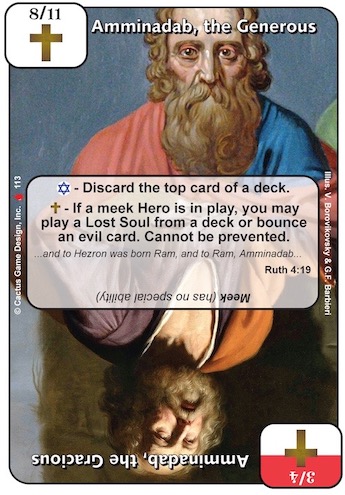 8/11
Amminadab, the Generous
✡ - Discard the top card of a deck.
✝ - If a meek Hero is in play, you may
play a Lost Soul from a deck or bounce
an evil card. Cannot be prevented.
...and to Hezron was born Ram, and to Ram, Amminadab...
Ruth 4:19
Meek (has no special ability)
© Cactus Game Design, Inc. 113
Illus. V. Borovikovsky & G.F. Barbieri
Amminadab, the Gracious
3/4